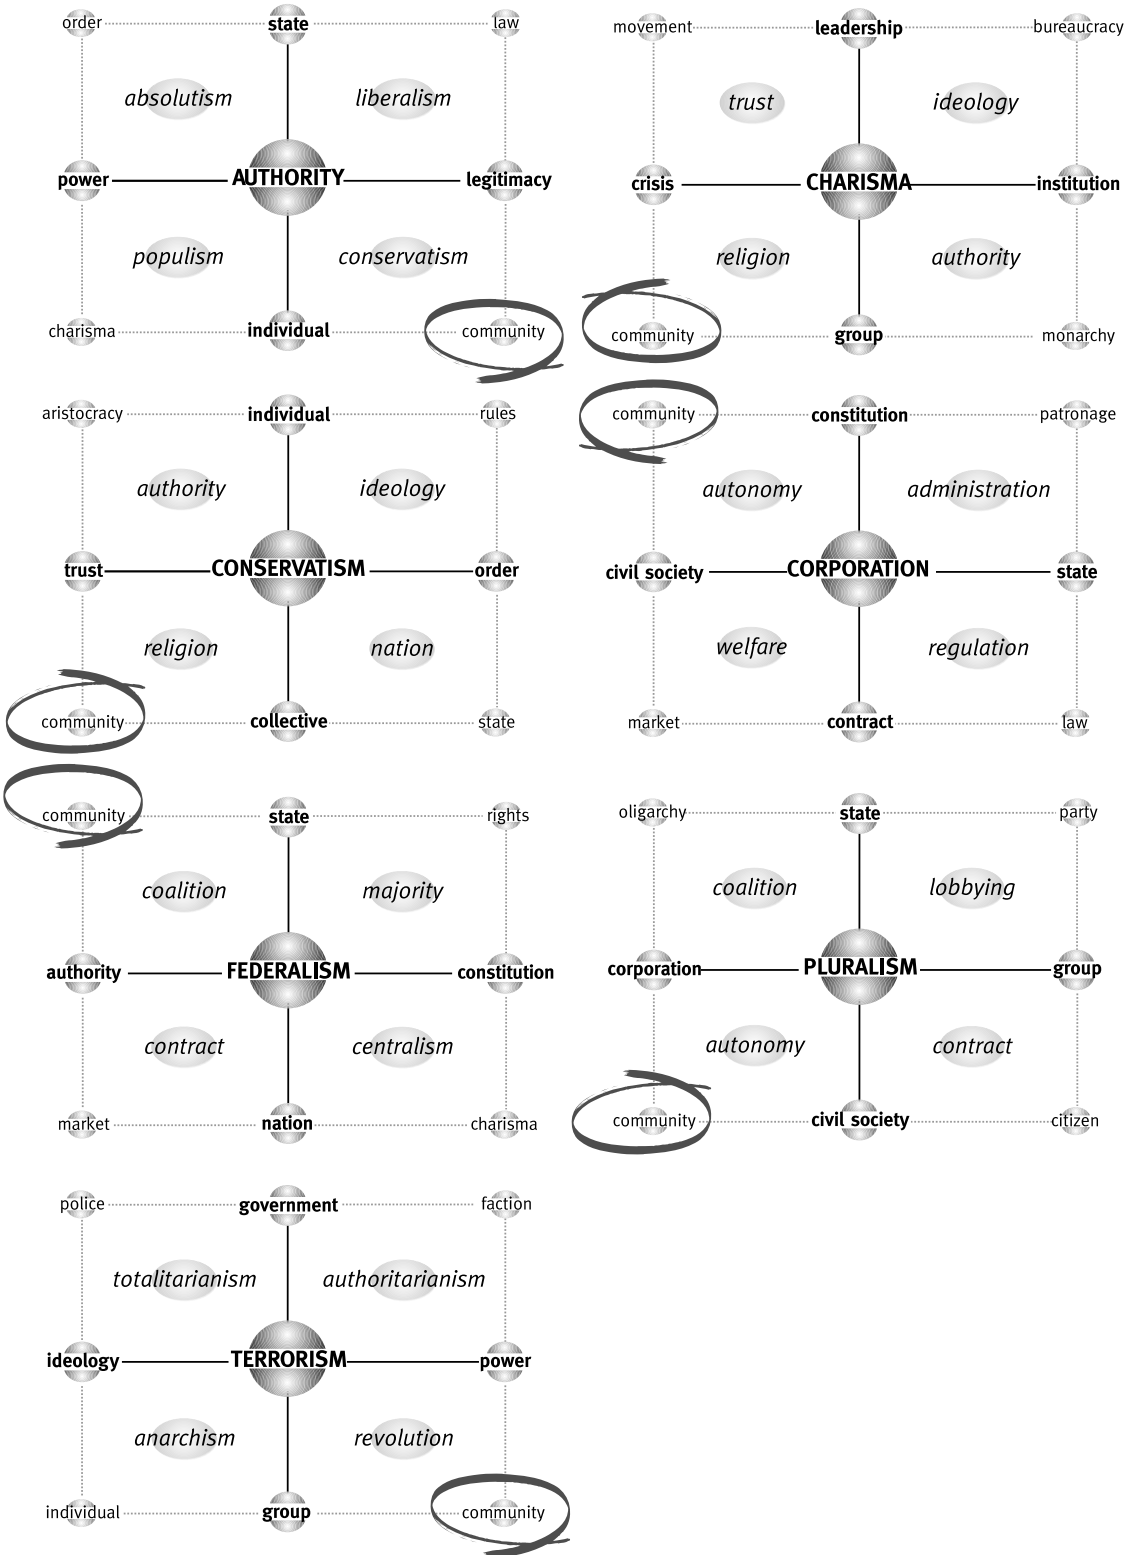 order state law
absolutism liberalism
power AUTHORITY legitimacy
populism conservatism
charisma individual community
movement leadership bureaucracy
trust ideology
crisis CHARISMA institution
religion authority
community group monarchy
aristocracy individual rules
authority ideology
trust CONSERVATISM order
religion nation
community collective state
community constitution patronage
autonomy administration
civil society CORPORATION state
welfare regulation
market contract law
community state rights
coalition majority
authority FEDERALISM constitution
contract centralism
market nation charisma
oligarchy state party
coalition lobbying
corporation PLURALISM group
autonomy contract
community civil society citizen
police government faction
totalitarianism authoritarianism
ideology TERRORISM power
anarchism revolution
individual group community